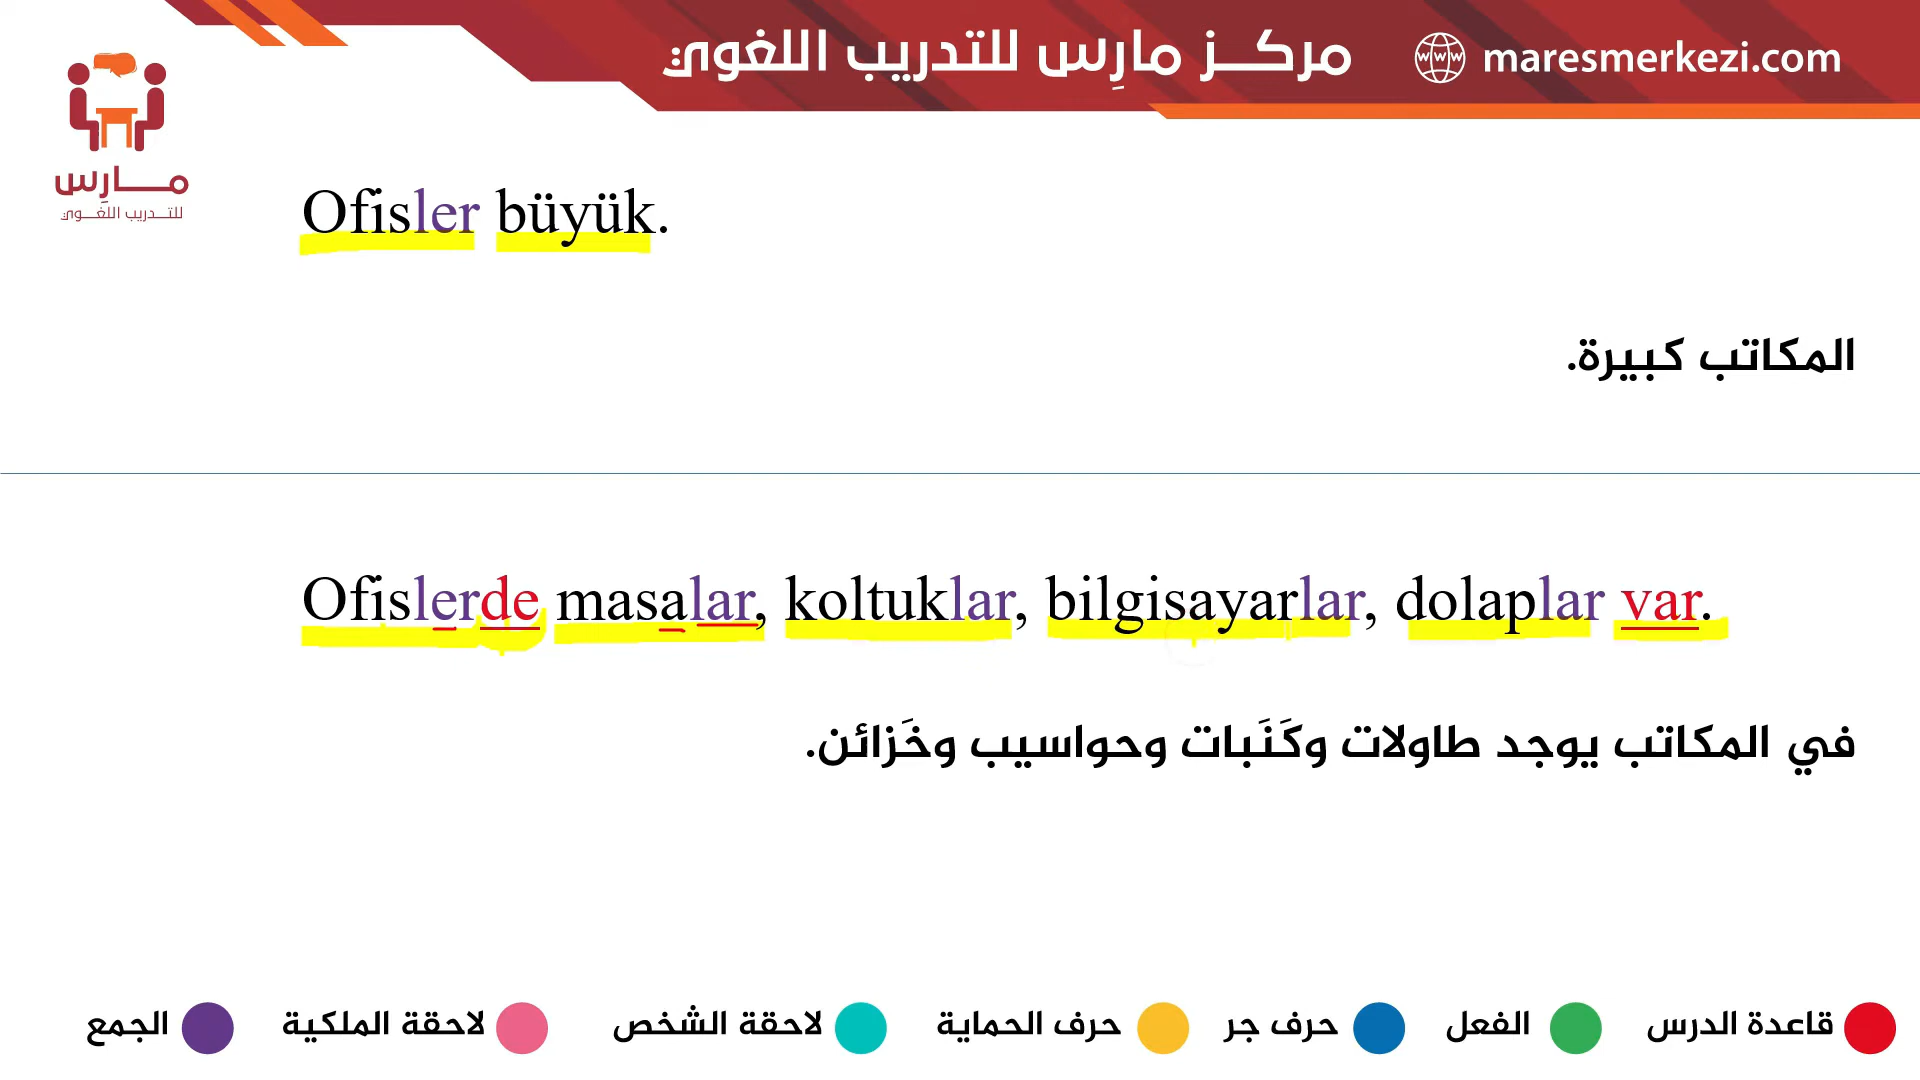 مركــز مارِس للتدريب اللغوي
maresmerkezi.com
مــارِس
للتــدريب اللغــوي
Ofisler büyük.
المكاتب كبيرة.
Ofislerde masalar, koltuklar, bilgisayarlar, dolaplar var.
في المكاتب يوجد طاولات وكَنَبات وحواسيب وخَزائن.
قاعدة الدرس
الفعل
حرف جر
حرف الحماية
لاحقة الشخص
لاحقة الملكية
الجمع